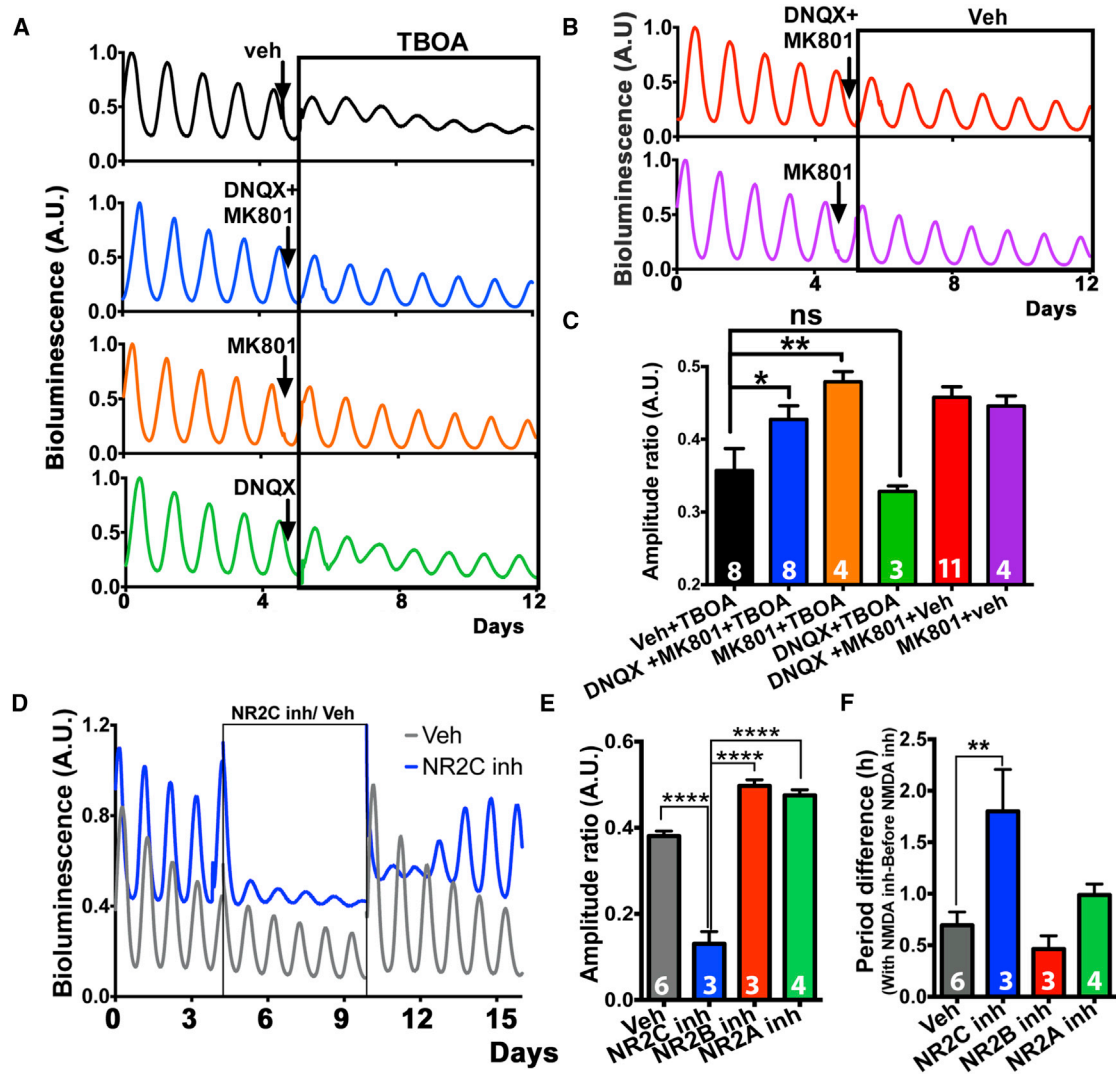 A
veh
TBOA
1.0
0.5
1.0
DNQX+
MK801
1.0
0.5
1.0
MK801
1.0
0.5
1.0
DNQX
1.0
0.5
0
0
4
8
12
Days
Bioluminescence (A.U.)
B
DNQX+
MK801
Veh
1.0
0.5
1.0
MK801
1.0
0.5
1.0
0
4
8
12
Days
Bioluminescence (A.U)
C
ns
**
*
0.5
0.4
0.3
0.2
Amplitude ratio (A.U.)
8
8
4
3
11
4
Veh+TBOA
DNQX +MK801+TBOA
MK801+TBOA
DNQX+TBOA
DNQX +MK801+Veh
MK801+veh
D
NR2C inh/ Veh
Veh
NR2C inh
1.2
0.8
0.4
0.0
0
3
6
9
12
15
Days
Bioluminescence (A.U.)
E
****
****
****
0.6
0.4
0.2
0.0
Amplitude ratio (A.U.)
6
3
3
4
Veh
NR2C inh
NR2B inh
NR2A inh
F
**
2.5
2.0
1.5
1.0
0.5
0.0
Period difference (h)
(With NMDA inh-Before NMDA inh)
6
3
3
4
Veh
NR2C inh
NR2B inh
NR2A inh